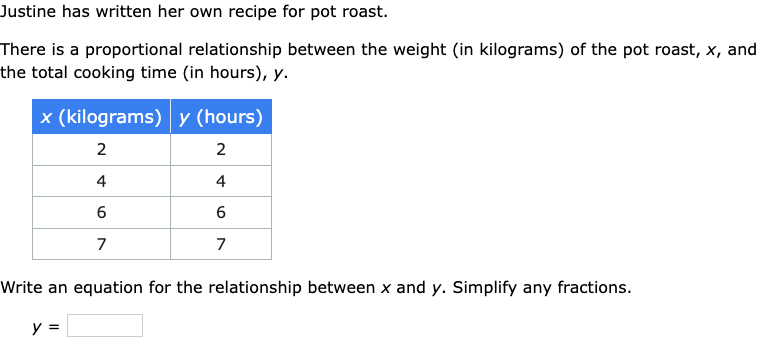 Justine has written her own recipe for pot roast.
There is a proportional relationship between the weight (in kilograms) of the pot roast, x, and
the total cooking time (in hours), y.
x (kilograms) y (hours)
2 2
4 4
6 6
7 7
Write an equation for the relationship between x and y. Simplify any fractions.
y =